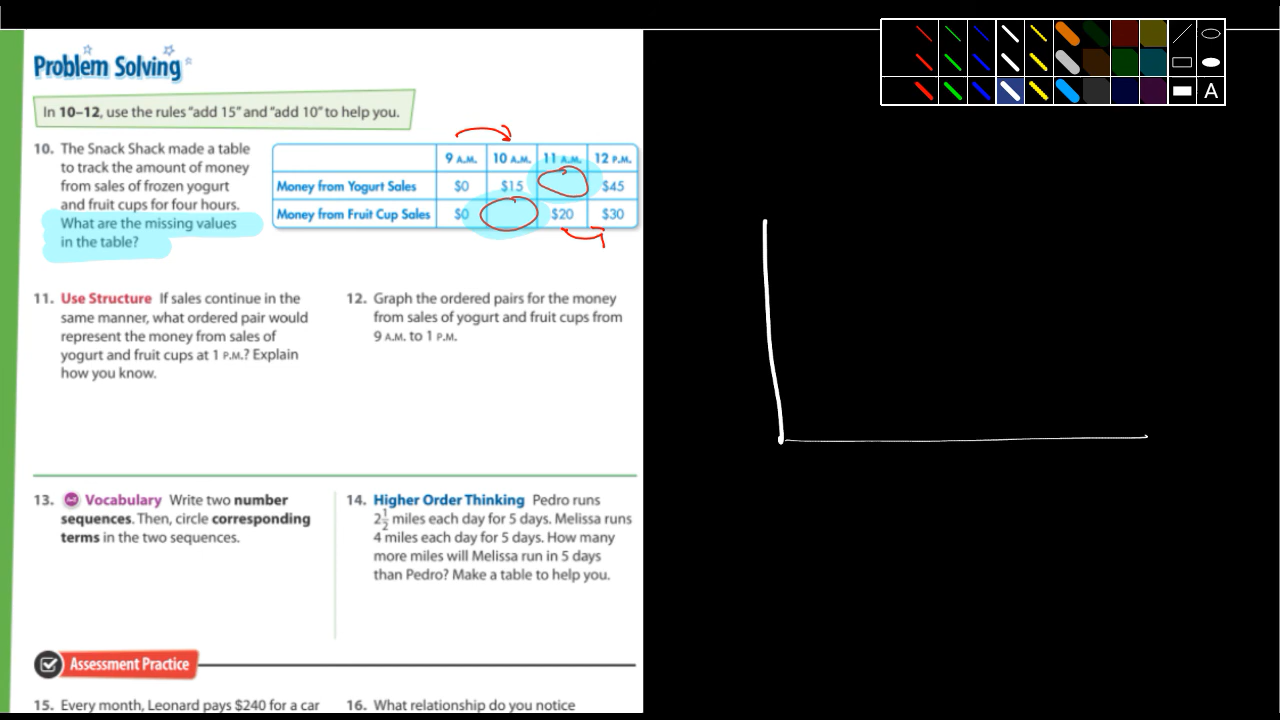 Problem Solving
In 10–12, use the rules “add 15” and “add 10” to help you.
10. The Snack Shack made a table
to track the amount of money
from sales of frozen yogurt
and fruit cups for four hours.
What are the missing values
in the table?
9 A.M. 10 A.M. 11 A.M. 12 P.M.
Money from Yogurt Sales $0 $15 $45
Money from Fruit Cup Sales $0 $20 $30
11. Use Structure If sales continue in the
same manner, what ordered pair would
represent the money from sales of
yogurt and fruit cups at 1 P.M.? Explain
how you know.
12. Graph the ordered pairs for the money
from sales of yogurt and fruit cups from
9 A.M. to 1 P.M.
13. Vocabulary Write two number
sequences. Then, circle corresponding
terms in the two sequences.
14. Higher Order Thinking Pedro runs
2 1/2 miles each day for 5 days. Melissa runs
4 miles each day for 5 days. How many
more miles will Melissa run in 5 days
than Pedro? Make a table to help you.
Assessment Practice
15. Every month, Leonard pays $240 for a car
16. What relationship do you notice
A